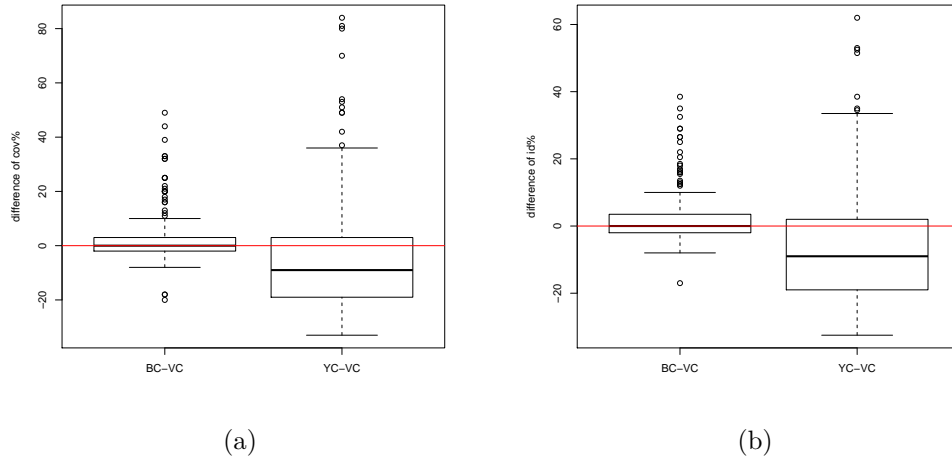 difference of cov%
80
60
40
20
0
−20
BC−VC
YC−VC
(a)
difference of id%
60
40
20
0
−20
BC−VC
YC−VC
(b)